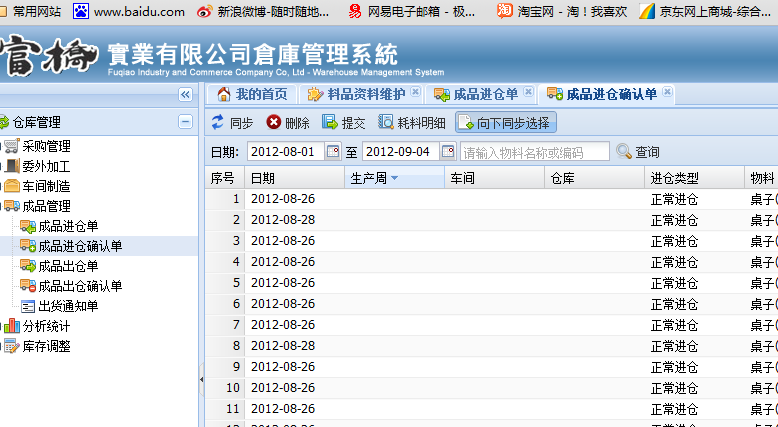 常用网站 www.baidu.com 新浪微博-随时随地... 网易电子邮箱 - 极... 淘宝网 - 淘！我喜欢 京东网上商城-综合...
富橋 實業有限公司倉庫管理系統
Fuqiao Industry and Commerce Company Co, Ltd - Warehouse Management System
我的首页 料品资料维护 成品进仓单 成品进仓确认单
仓库管理
采购管理
委外加工
车间制造
成品管理
成品进仓单
成品进仓确认单
成品出仓单
成品出仓确认单
出货通知单
分析统计
库存调整
同步 删除 提交 耗料明细 向下同步选择
日期: 2012-08-01 至 2012-09-04 请输入物料名称或编码 查询
序号 日期 生产周 车间 仓库 进仓类型 物料
1 2012-08-26 正常进仓 桌子(
2 2012-08-28 正常进仓 桌子(
3 2012-08-26 正常进仓 桌子(
4 2012-08-26 正常进仓 桌子(
5 2012-08-26 正常进仓 桌子(
6 2012-08-26 正常进仓 桌子(
7 2012-08-26 正常进仓 桌子(
8 2012-08-28 正常进仓 桌子(
9 2012-08-26 正常进仓 桌子(
10 2012-08-26 正常进仓 桌子(
11 2012-08-26 正常进仓 桌子(